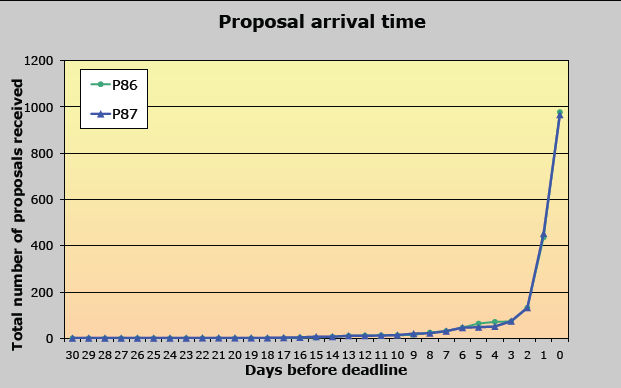 Proposal arrival time
Total number of proposals received
1200
1000
800
600
400
200
0
P86
P87
30 29 28 27 26 25 24 23 22 21 20 19 18 17 16 15 14 13 12 11 10 9 8 7 6 5 4 3 2 1 0
Days before deadline